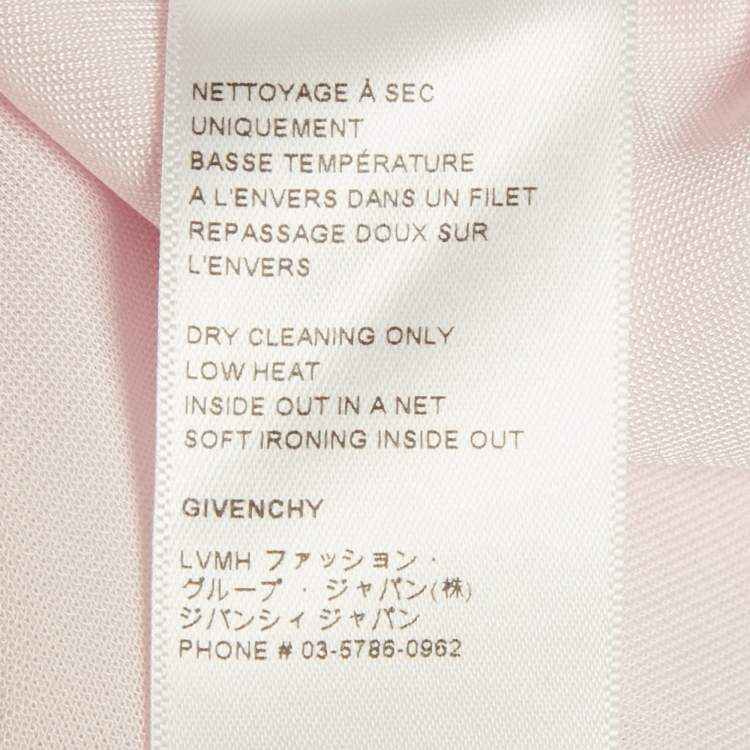 NETTOYAGE À SEC
UNIQUEMENT
BASSE TEMPÉRATURE
A L'ENVERS DANS UN FILET
REPASSAGE DOUX SUR
L'ENVERS
DRY CLEANING ONLY
LOW HEAT
INSIDE OUT IN A NET
SOFT IRONING INSIDE OUT
GIVENCHY
LVMH ファッション・
グループ・ジャパン(株)
ジバンシィ ジャパン
PHONE # 03-5786-0962